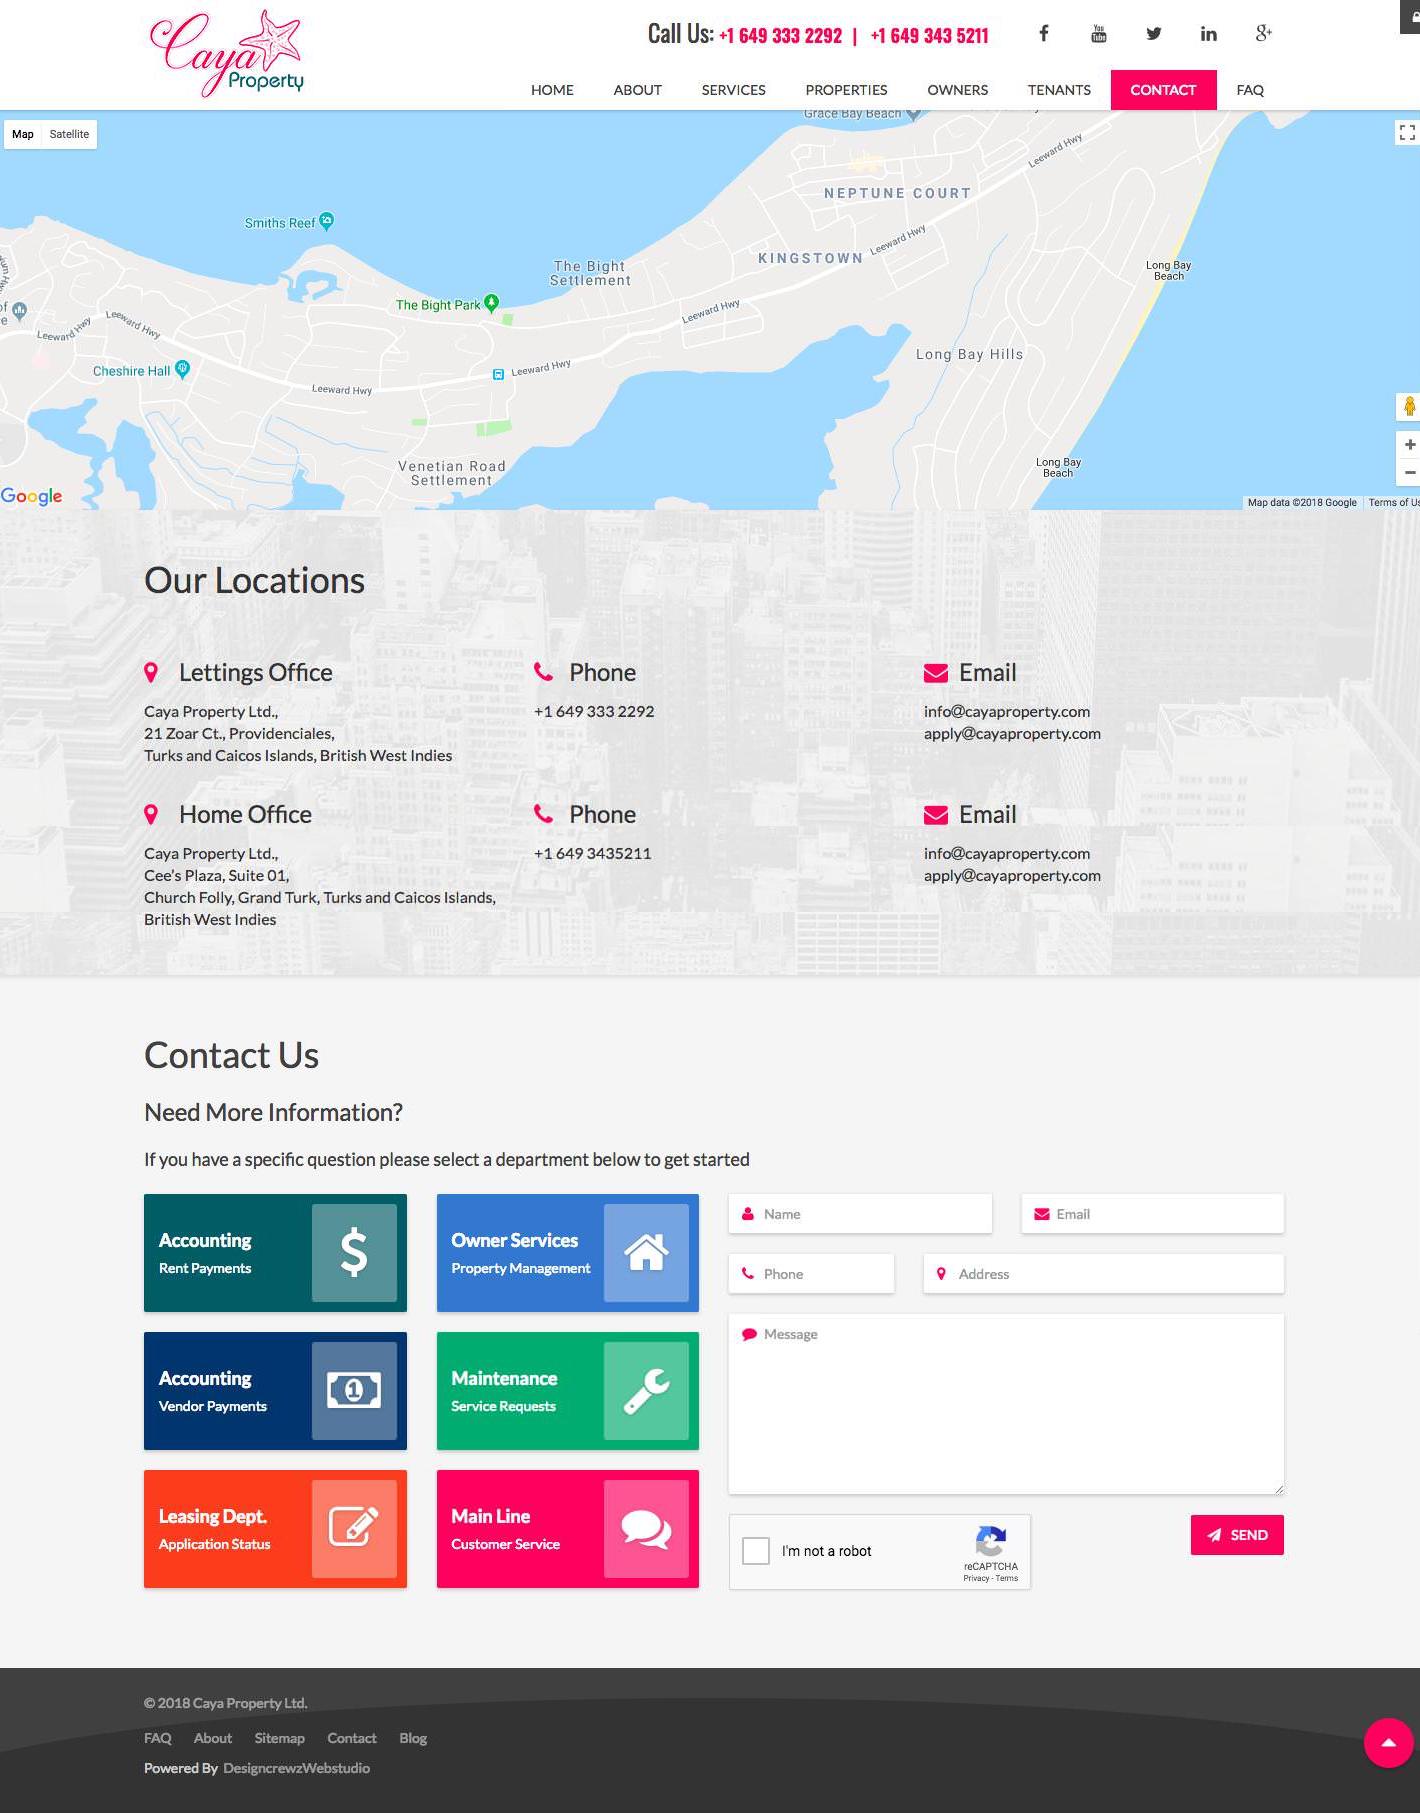 Caya
Property
Call Us: +1 649 333 2292 | +1 649 343 5211
HOME ABOUT SERVICES PROPERTIES OWNERS TENANTS CONTACT FAQ
Map Satellite
Grace Bay Beach
Leeward Hwy
NEPTUNE COURT
Smiths Reef
KINGSTOWN
Leeward Hwy
The Bight
Settlement
Long Bay
Beach
The Bight Park
Leeward Hwy
Leeward Hwy
Leeward Hwy
Long Bay Hills
Cheshire Hall
Leeward Hwy
Leeward Hwy
Venetian Road
Settlement
Long Bay
Beach
Google
Map data ©2018 Google Terms of Us
Our Locations
Lettings Office
Caya Property Ltd.,
21 Zoar Ct., Providenciales,
Turks and Caicos Islands, British West Indies
Phone
+1 649 333 2292
Email
info@cayaproperty.com
apply@cayaproperty.com
Home Office
Caya Property Ltd.,
Cee's Plaza, Suite 01,
Church Folly, Grand Turk, Turks and Caicos Islands,
British West Indies
Phone
+1 649 3435211
Email
info@cayaproperty.com
apply@cayaproperty.com
Contact Us
Need More Information?
If you have a specific question please select a department below to get started
Accounting
Rent Payments
Owner Services
Property Management
Accounting
Vendor Payments
Maintenance
Service Requests
Leasing Dept.
Application Status
Main Line
Customer Service
Name
Email
Phone
Address
Message
I'm not a robot
reCAPTCHA
Privacy - Terms
SEND
© 2018 Caya Property Ltd.
FAQ About Sitemap Contact Blog
Powered By DesigncrewzWebstudio